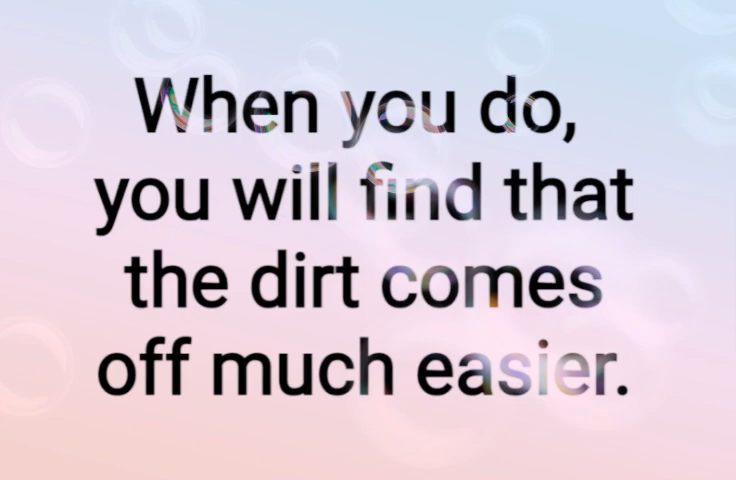 When you do,
you will find that
the dirt comes
off much easier.